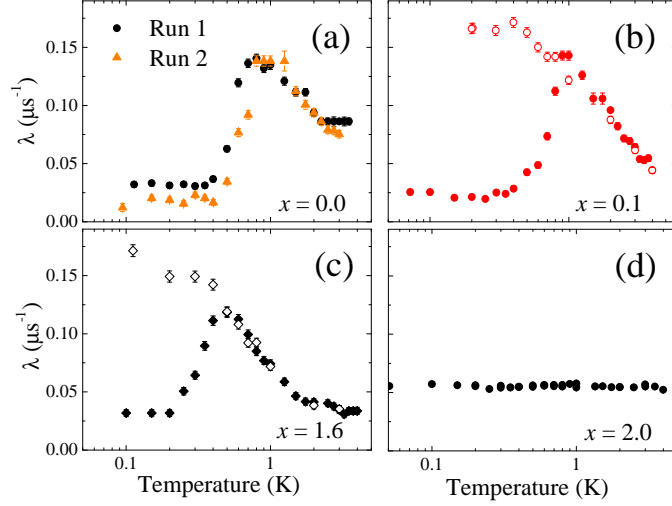 Run 1
Run 2
(a)
x = 0.0
λ (μs⁻¹)
0.15
0.10
0.05
0.00
(b)
x = 0.1
(c)
x = 1.6
λ (μs⁻¹)
0.15
0.10
0.05
0.00
0.1
1
Temperature (K)
(d)
x = 2.0
0.1
1
Temperature (K)